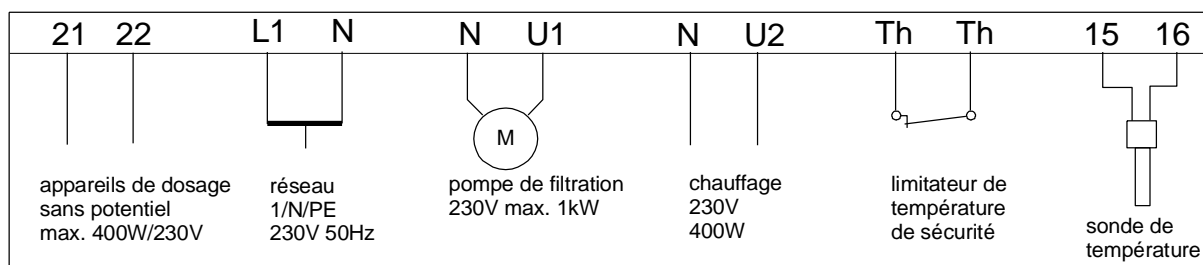 21 22 L1 N N U1 N U2 Th Th 15 16
M
appareils de dosage
sans potentiel
max. 400W/230V
réseau
1/N/PE
230V 50Hz
pompe de filtration
230V max. 1kW
chauffage
230V
400W
limitateur de
température
de sécurité
sonde de
température